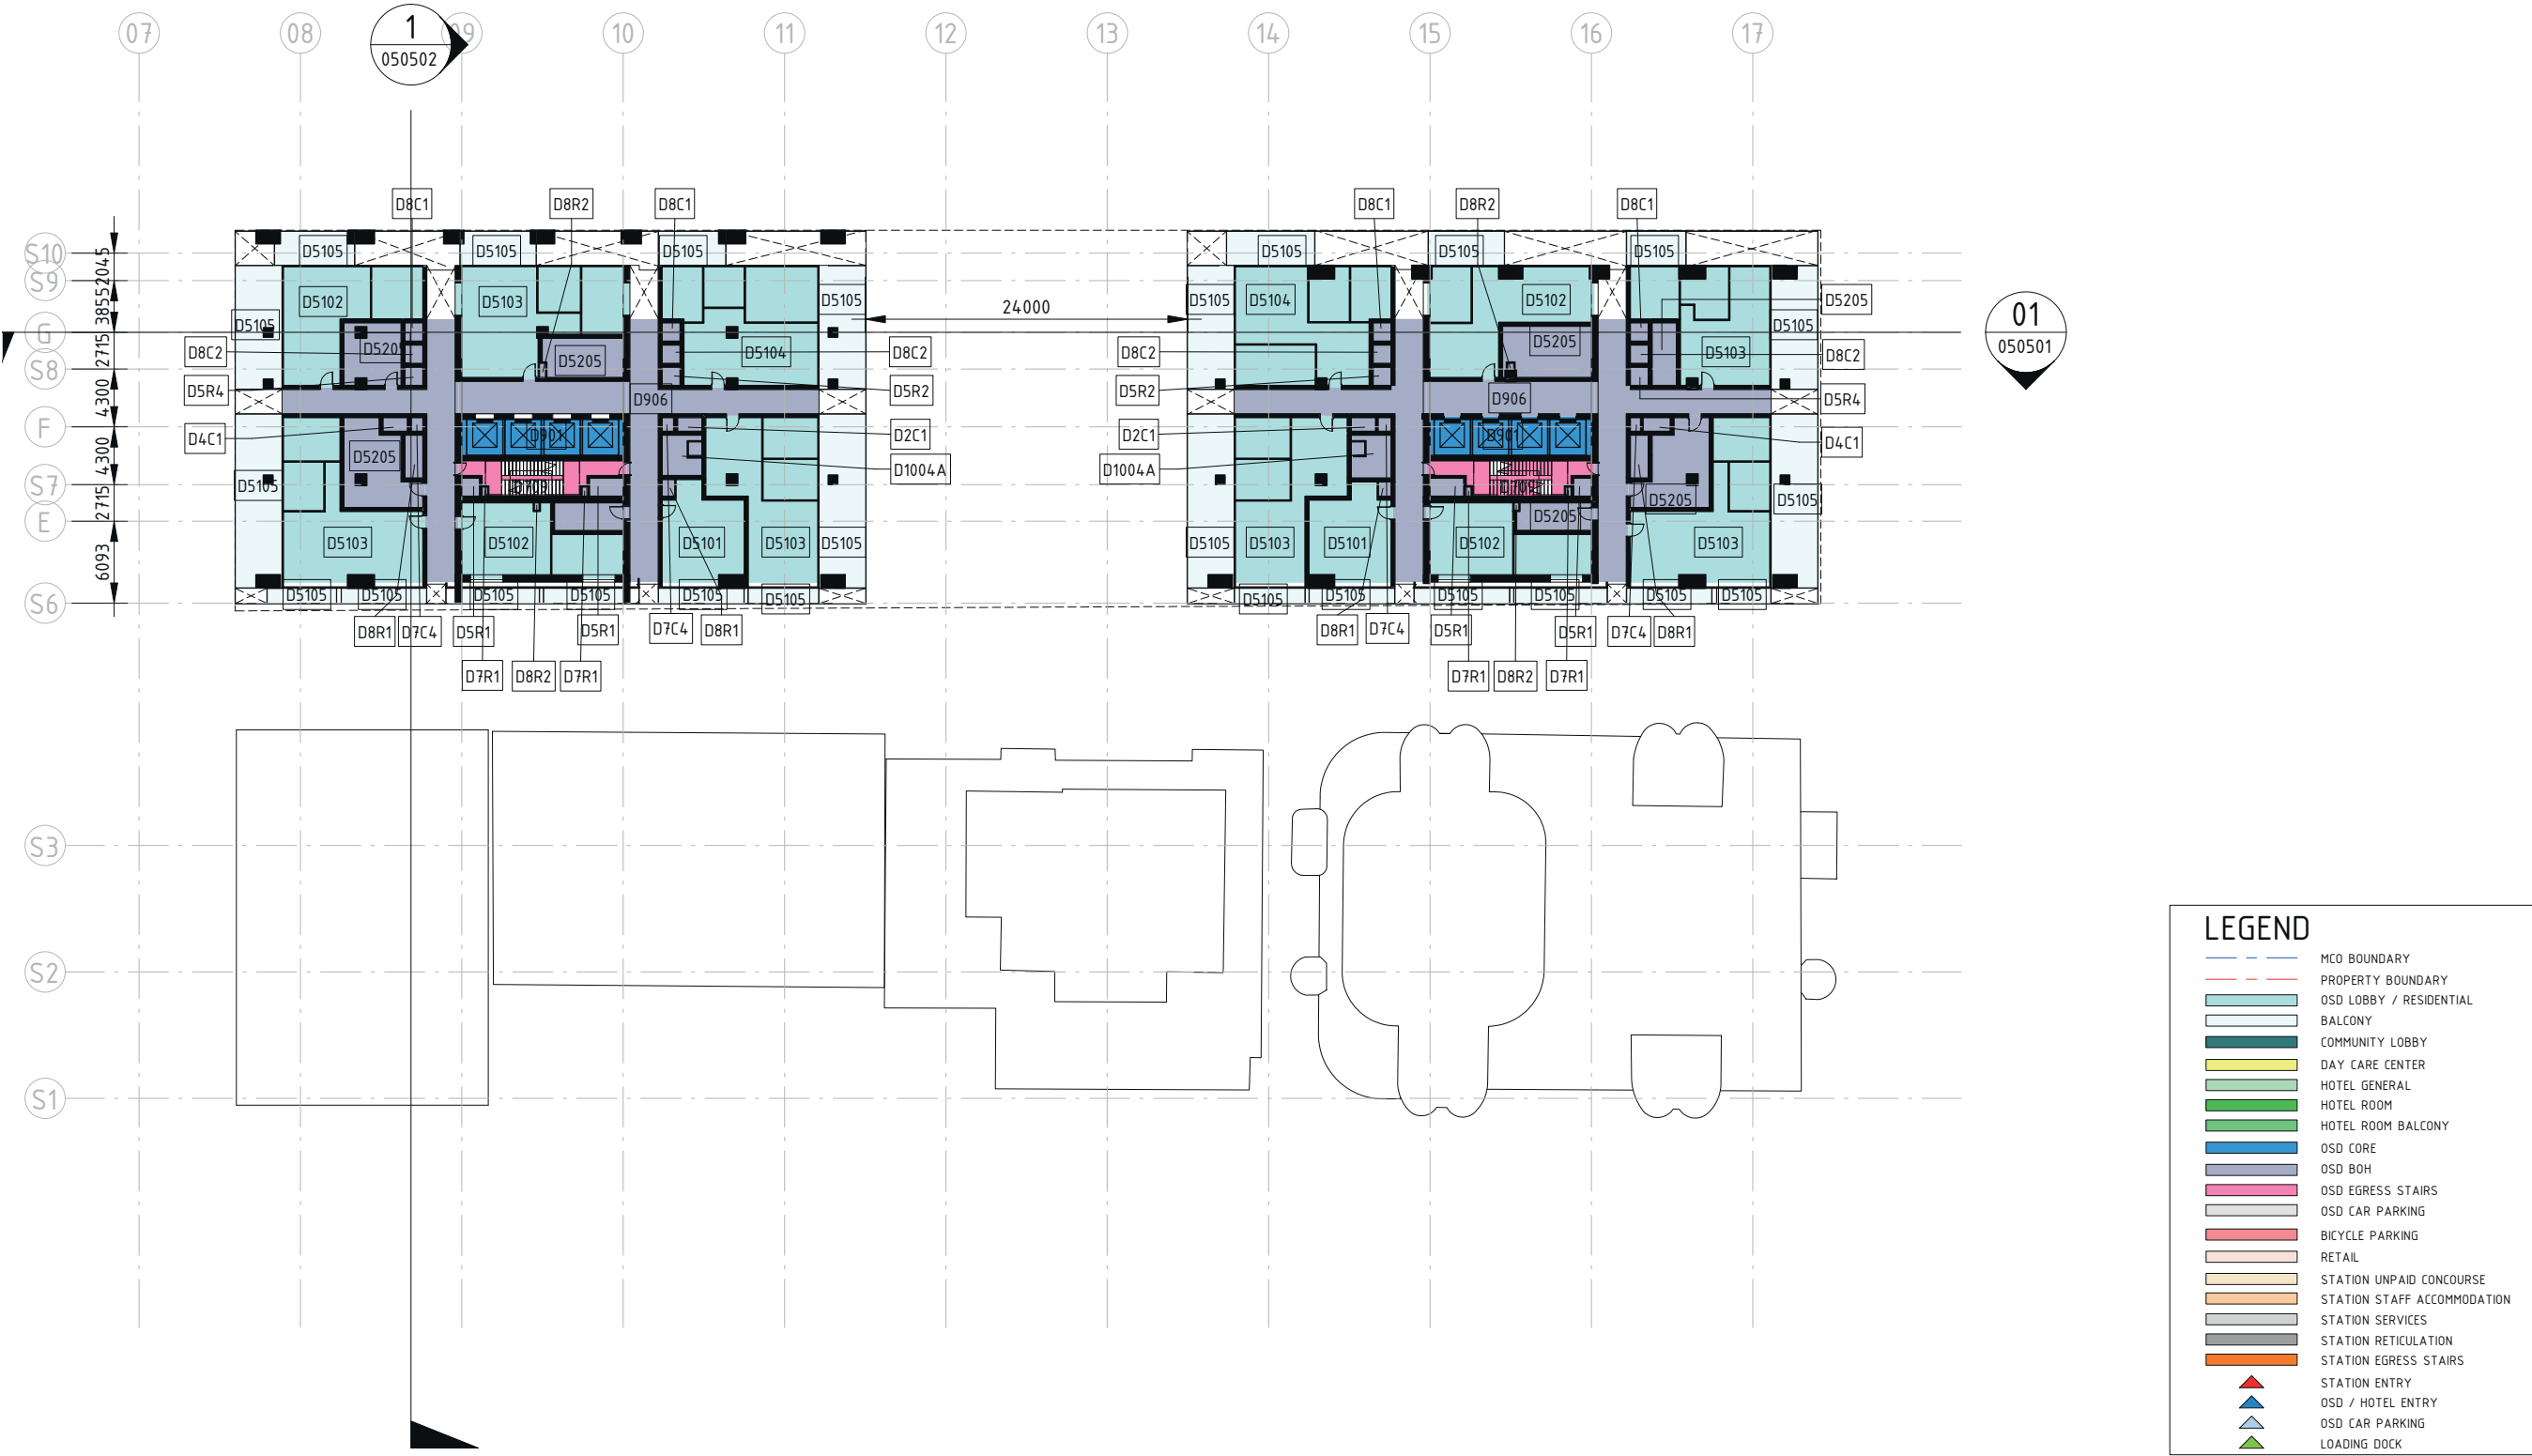 07 08 09 10 11 12 13 14 15 16 17
1
050502
D8C1 D8R2 D8C1 D8C1 D8R2 D8C1
S10 D5105 D5105 D5105 D5105 D5105 D5105
2045
S9
3855
D5102 D5103 D5105 D5105 D5104 D5102 D5205
24000
01
050501
G D5105 D5105
2715
D8C2 D5205 D5205 D5104 D8C2 D8C2 D5205 D5103 D8C2
S8
4300
D5R4 D906 D5R2 D5R2 D906 D5R4
F
D4C1 D901 D2C1 D2C1 D901 D4C1
4300
D5205 D1004A D1004A
S7 D5105 D5205 D5105
2715
E D5205
6093
D5103 D5102 D5101 D5103 D5105 D5105 D5103 D5101 D5102 D5103
S6 D5105 D5105 D5105 D5105 D5105 D5105 D5105 D5105 D5105 D5105 D5105 D5105
D8R1 D7C4 D5R1 D5R1 D7C4 D8R1 D8R1 D7C4 D5R1 D5R1 D7C4 D8R1
D7R1 D8R2 D7R1 D7R1 D8R2 D7R1
S3
S2
S1
LEGEND
MCO BOUNDARY
PROPERTY BOUNDARY
OSD LOBBY / RESIDENTIAL
BALCONY
COMMUNITY LOBBY
DAY CARE CENTER
HOTEL GENERAL
HOTEL ROOM
HOTEL ROOM BALCONY
OSD CORE
OSD BOH
OSD EGRESS STAIRS
OSD CAR PARKING
BICYCLE PARKING
RETAIL
STATION UNPAID CONCOURSE
STATION STAFF ACCOMMODATION
STATION SERVICES
STATION RETICULATION
STATION EGRESS STAIRS
STATION ENTRY
OSD / HOTEL ENTRY
OSD CAR PARKING
LOADING DOCK